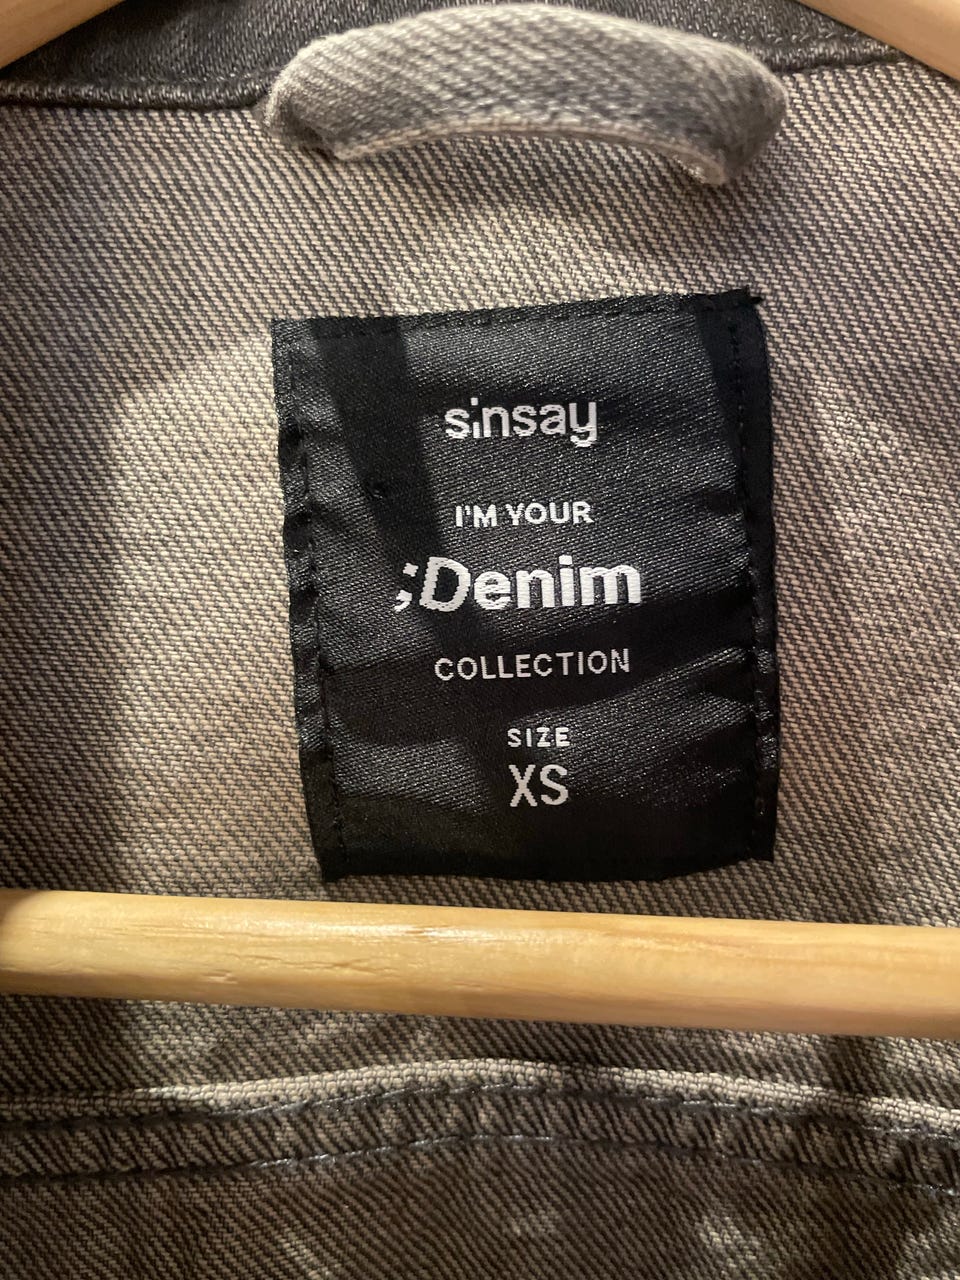 sinsay
I'M YOUR
;Denim
COLLECTION
SIZE
XS